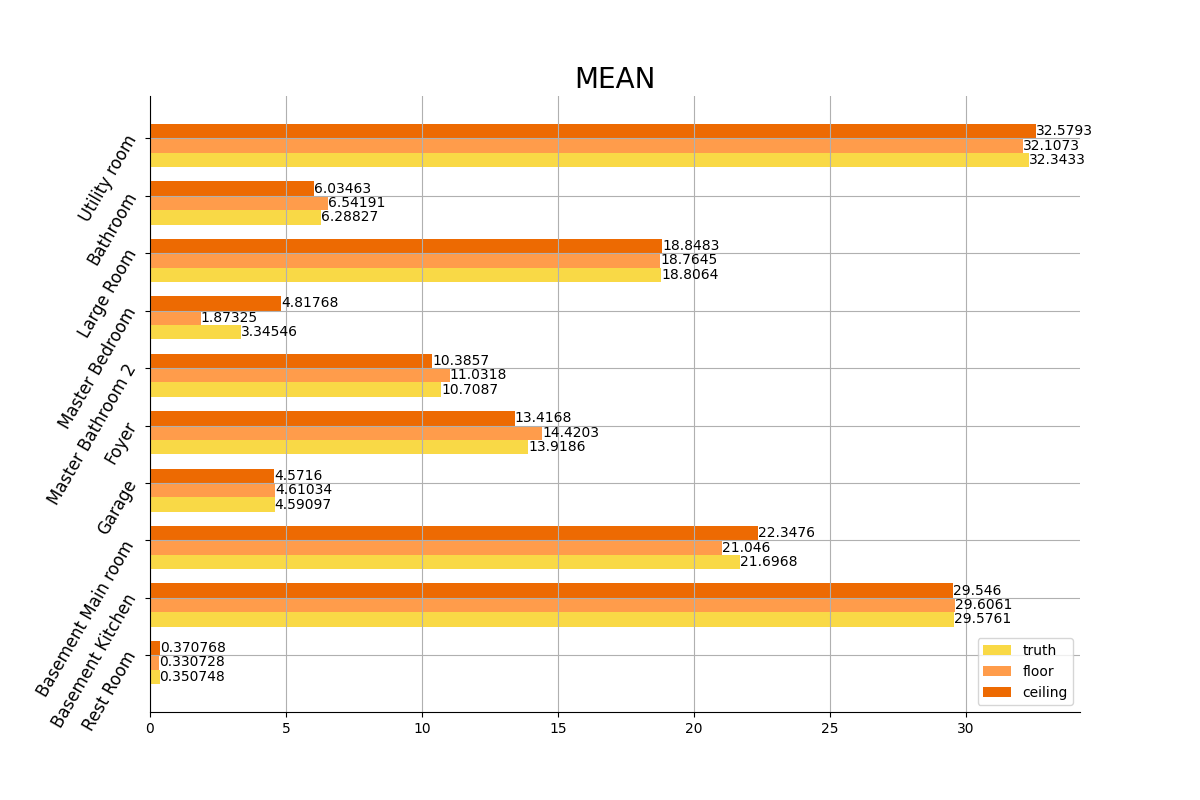 MEAN
Utility room
32.5793
32.1073
32.3433
Bathroom
6.03463
6.54191
6.28827
Large Room
18.8483
18.7645
18.8064
Master Bedroom
4.81768
1.87325
3.34546
Master Bathroom 2
10.3857
11.0318
10.7087
Foyer
13.4168
14.4203
13.9186
Garage
4.5716
4.61034
4.59097
Basement Main room
22.3476
21.046
21.6968
Basement Kitchen
29.546
29.6061
29.5761
Rest Room
0.370768
0.330728
0.350748
truth
floor
ceiling
0 5 10 15 20 25 30